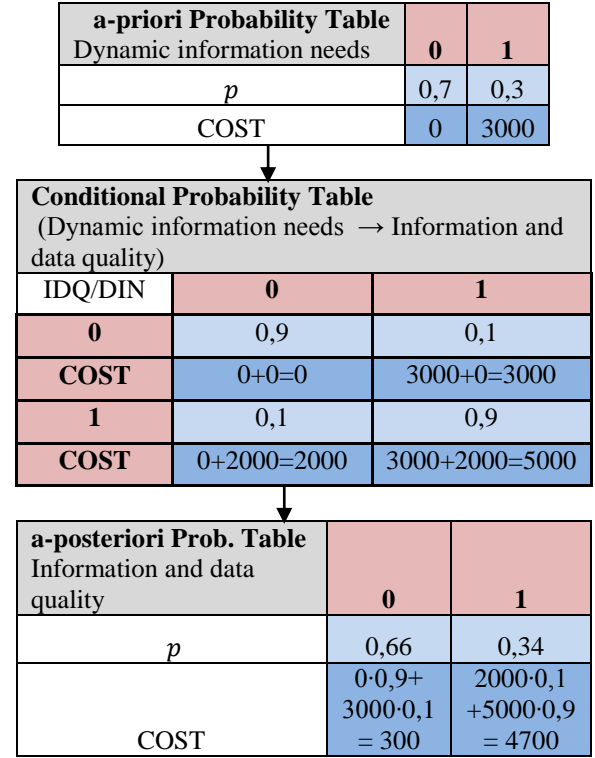 a-priori Probability Table
Dynamic information needs 0 1
p 0,7 0,3
COST 0 3000
Conditional Probability Table
(Dynamic information needs → Information and
data quality)
IDQ/DIN 0 1
0 0,9 0,1
COST 0+0=0 3000+0=3000
1 0,1 0,9
COST 0+2000=2000 3000+2000=5000
a-posteriori Prob. Table
Information and data
quality 0 1
p 0,66 0,34
0·0,9+ 2000·0,1
3000·0,1 +5000·0,9
COST = 300 = 4700